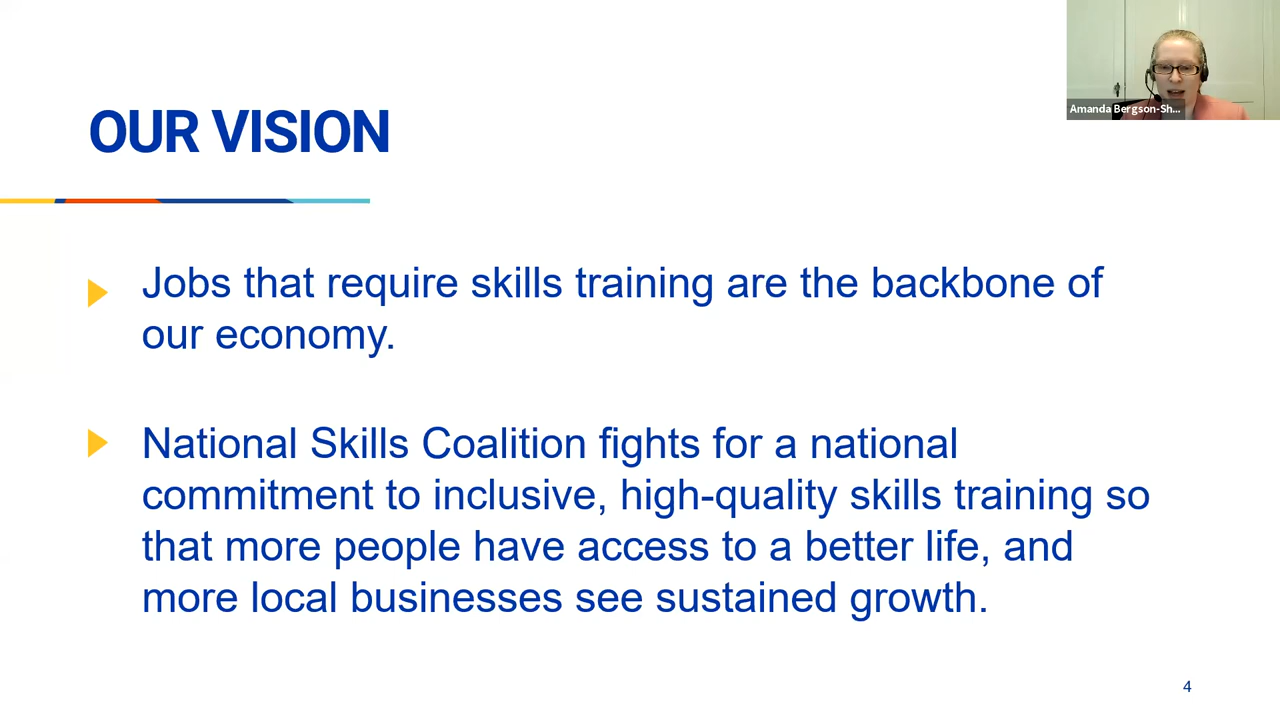 Amanda Bergson-Sh...
OUR VISION
Jobs that require skills training are the backbone of
our economy.
National Skills Coalition fights for a national
commitment to inclusive, high-quality skills training so
that more people have access to a better life, and
more local businesses see sustained growth.
4